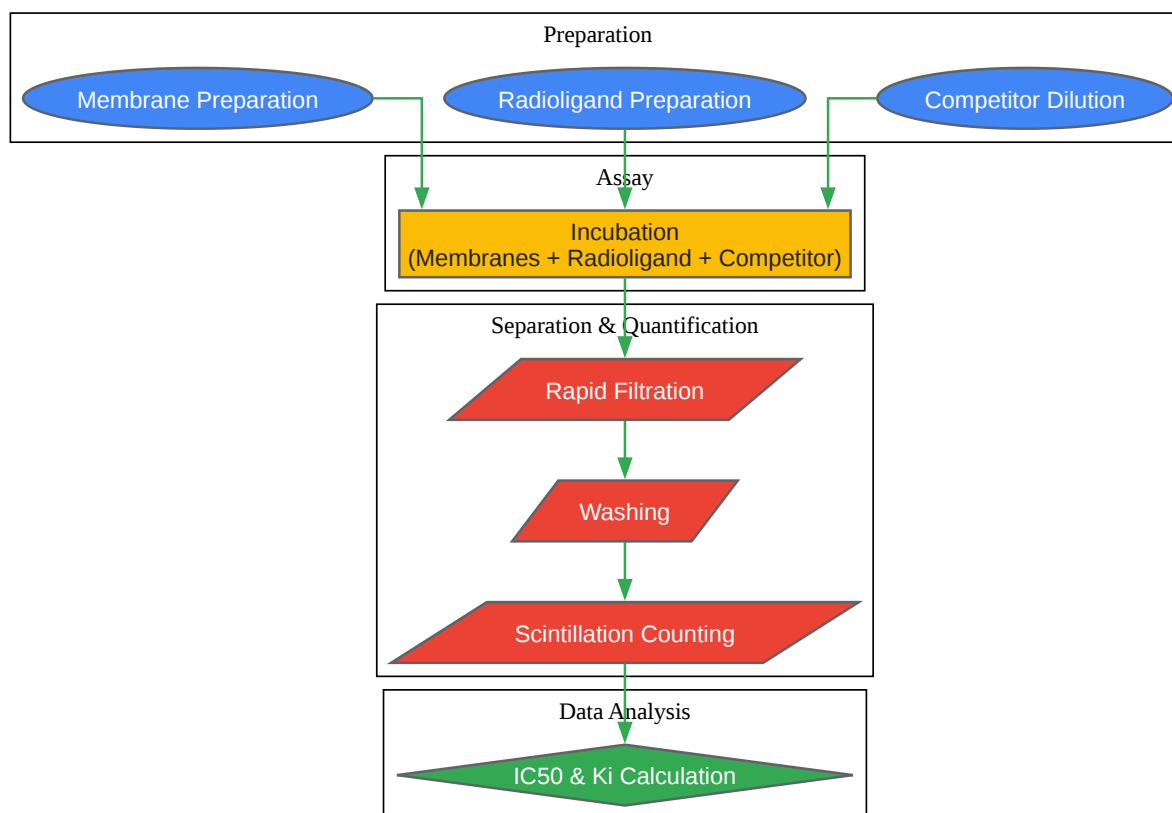 Preparation
Membrane Preparation
Radioligand Preparation
Competitor Dilution
Assay
Incubation
(Membranes + Radioligand + Competitor)
Separation & Quantification
Rapid Filtration
Washing
Scintillation Counting
Data Analysis
IC50 & Ki Calculation